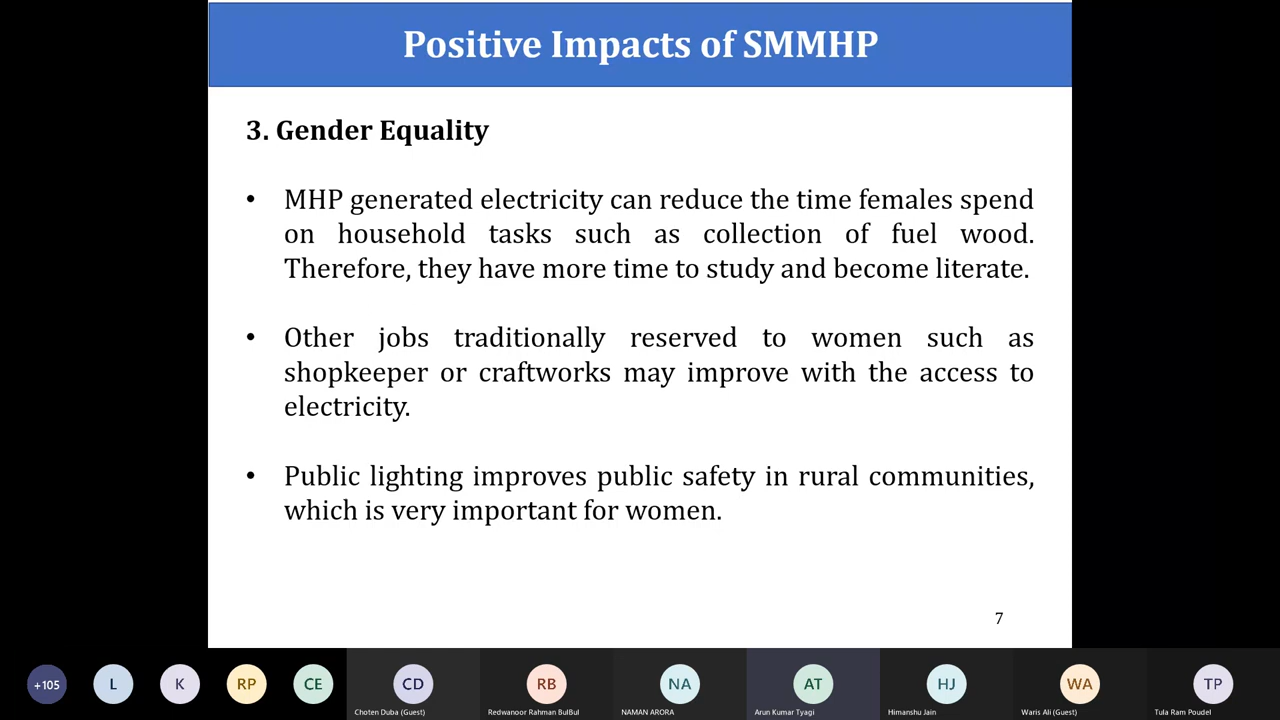 Positive Impacts of SMMHP
3. Gender Equality
• MHP generated electricity can reduce the time females spend
on household tasks such as collection of fuel wood.
Therefore, they have more time to study and become literate.
• Other jobs traditionally reserved to women such as
shopkeeper or craftworks may improve with the access to
electricity.
• Public lighting improves public safety in rural communities,
which is very important for women.
7
+105
L
K
RP
CE
CD
RB
NA
AT
HJ
WA
TP
Choten Duba (Guest)
Redwanoor Rahman BulBul
NAMAN ARORA
Arun Kumar Tyagi
Himanshu Jain
Waris Ali (Guest)
Tula Ram Poudel